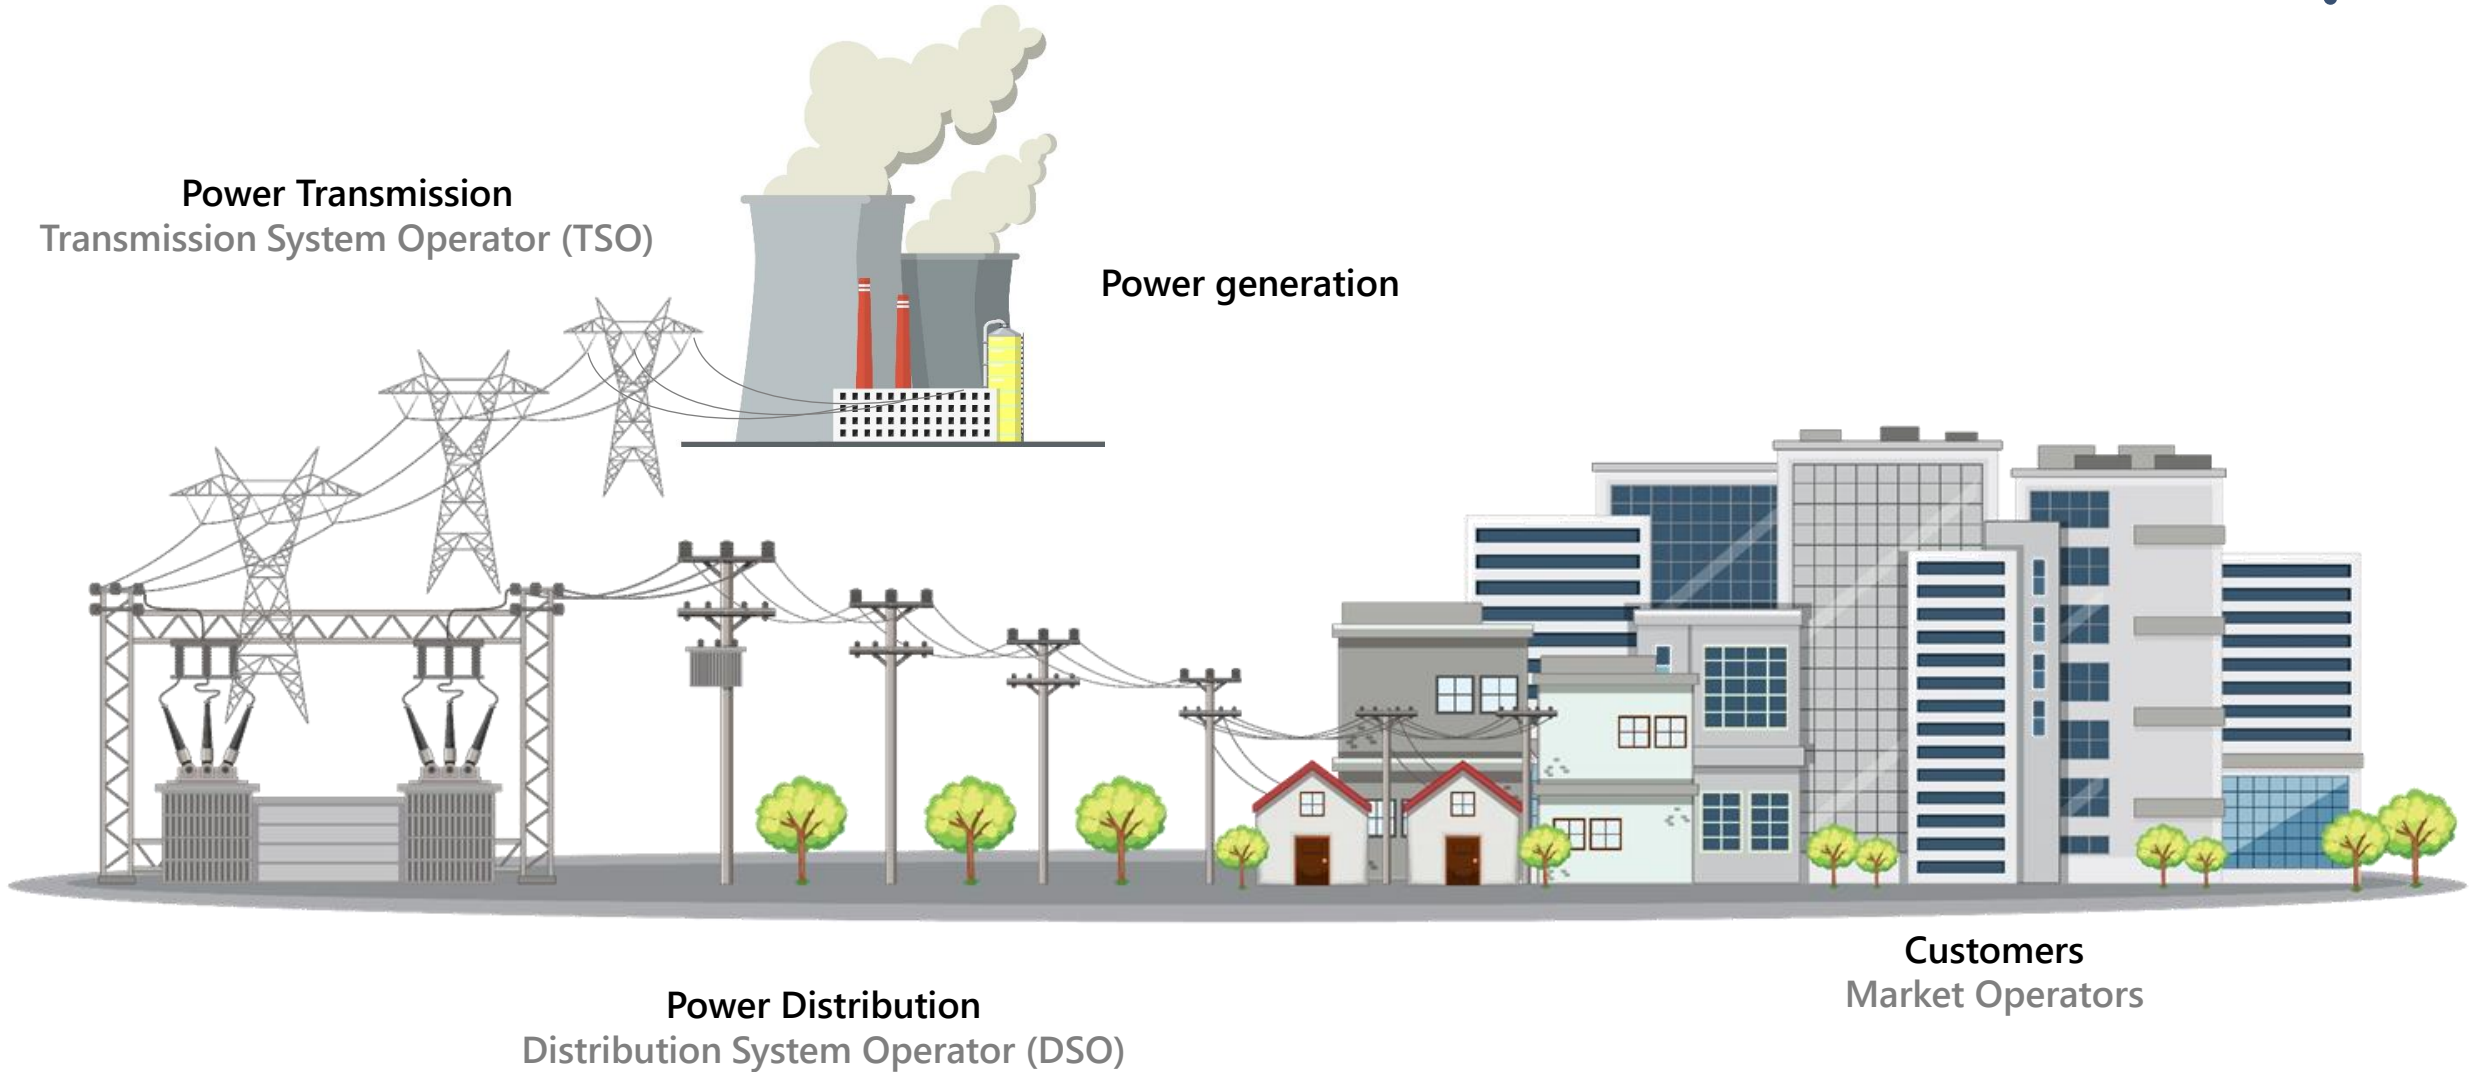 Power Transmission
Transmission System Operator (TSO)
Power generation
Customers
Market Operators
Power Distribution
Distribution System Operator (DSO)